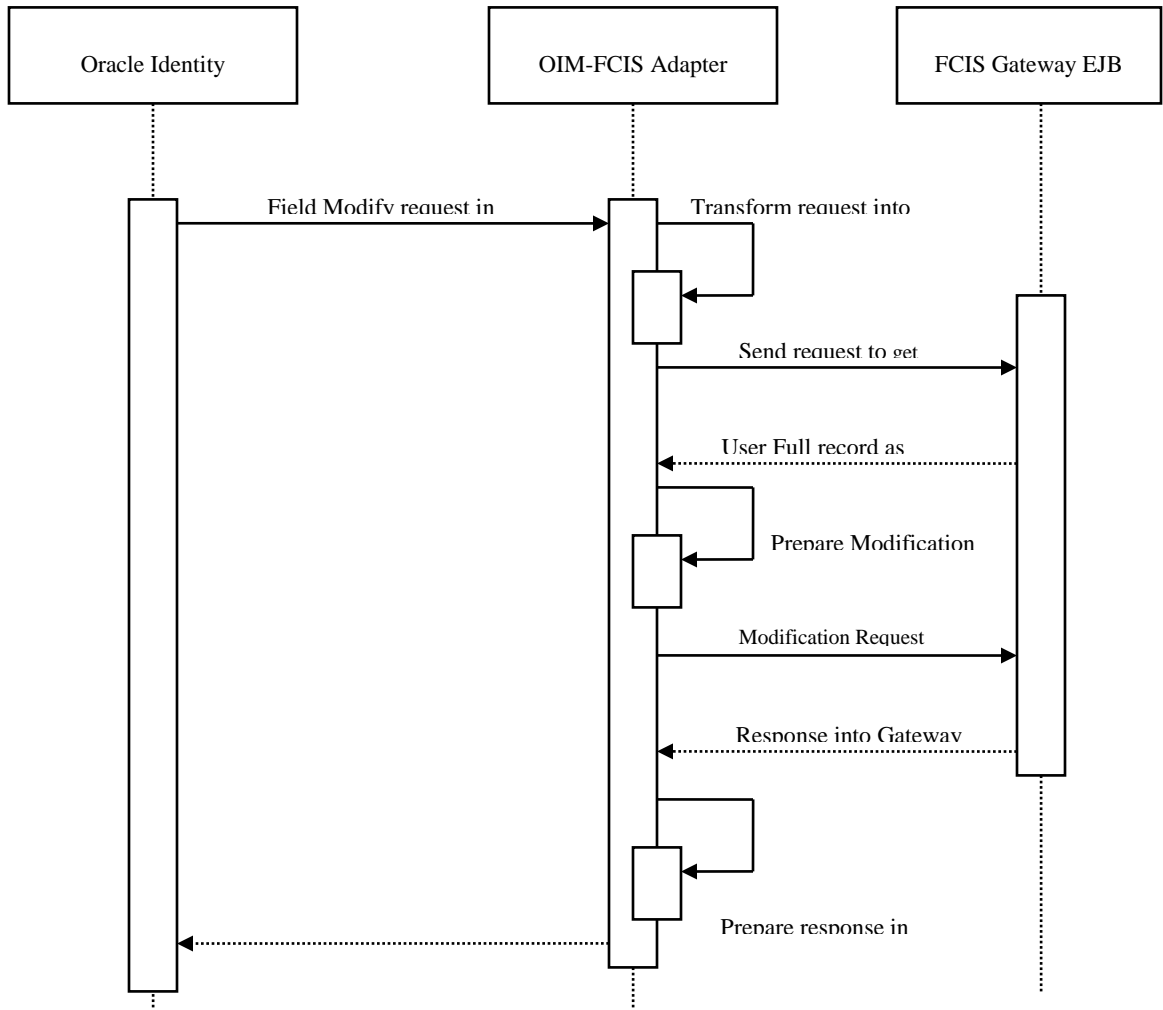 Oracle Identity
OIM-FCIS Adapter
FCIS Gateway EJB
Field Modify request in
Transform request into
Send request to get
User Full record as
Prepare Modification
Modification Request
Response into Gateway
Prepare response in